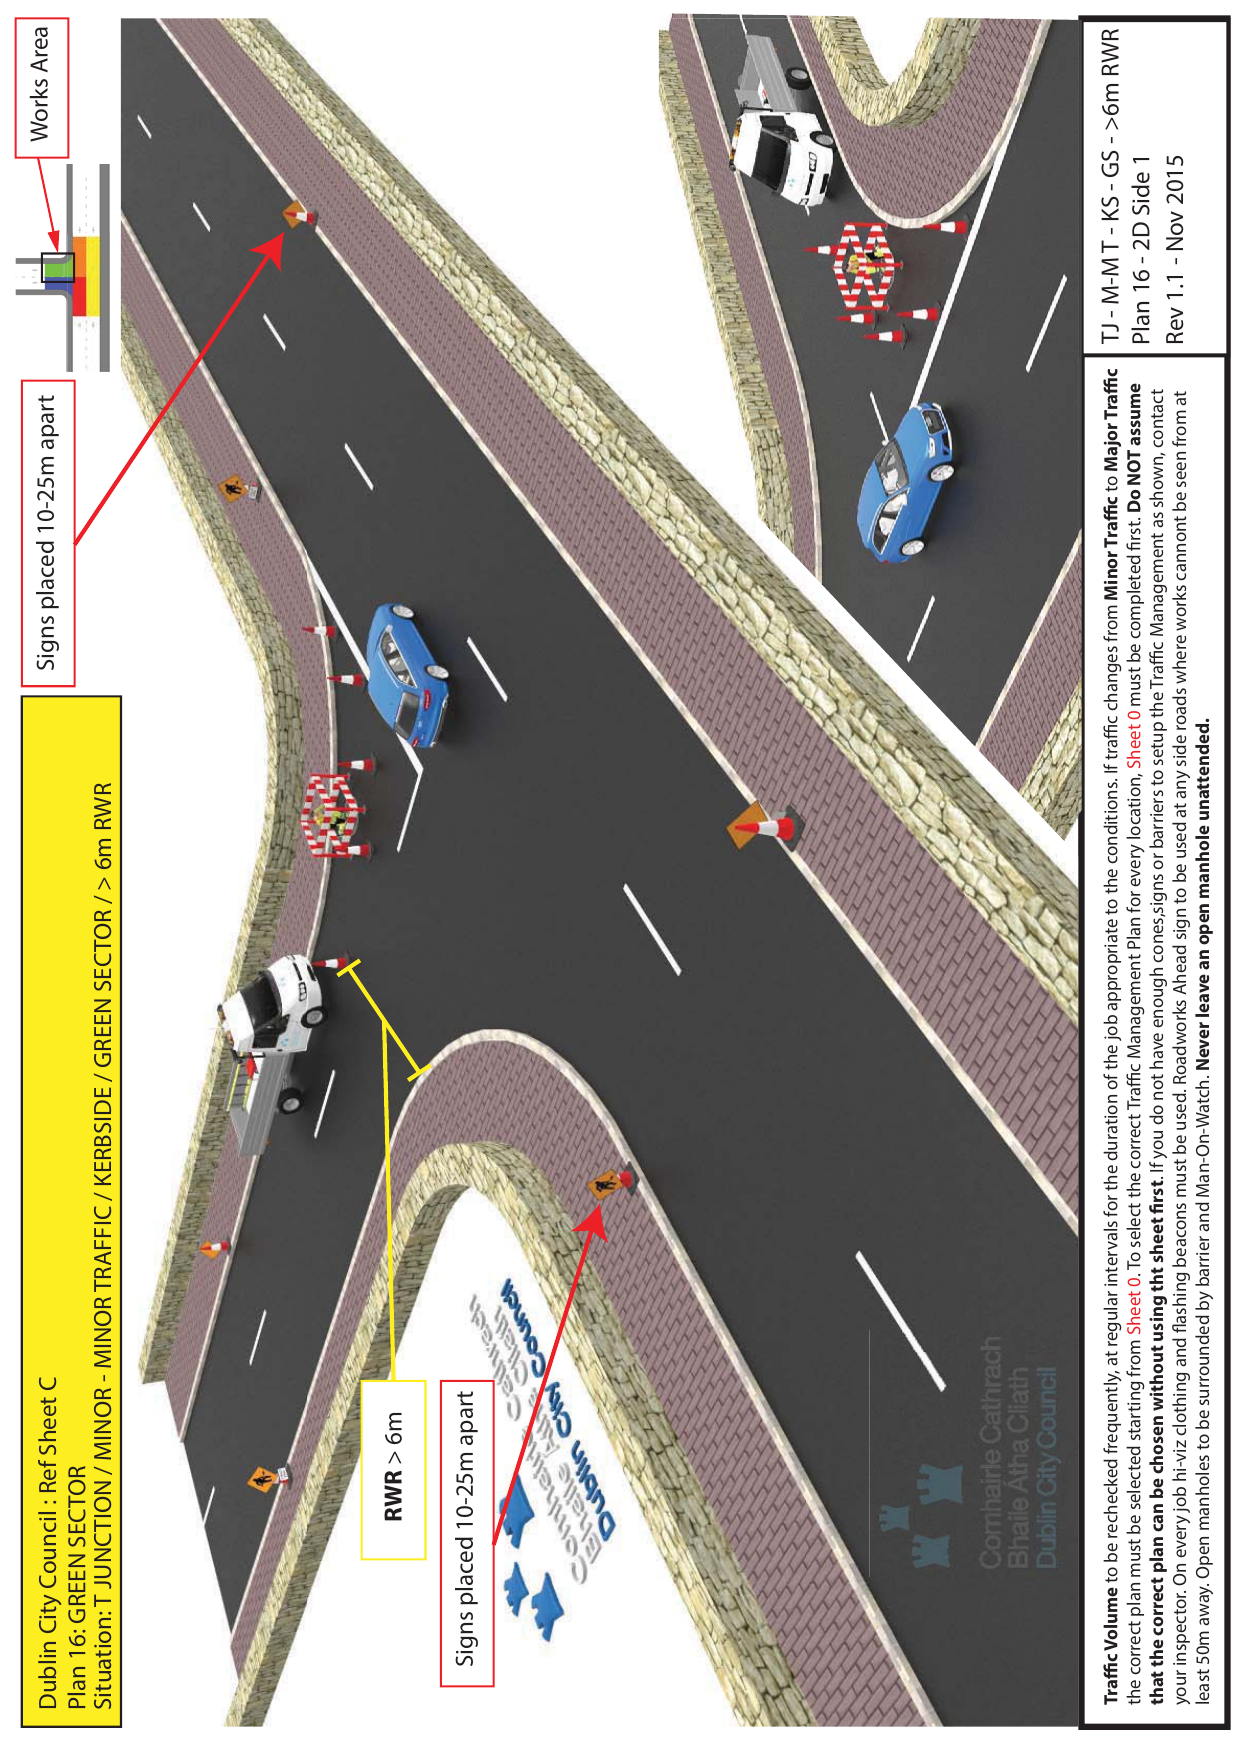 Dublin City Council : Ref Sheet C
Plan 16: GREEN SECTOR
Situation: T JUNCTION / MINOR - MINOR TRAFFIC / KERBSIDE / GREEN SECTOR / > 6m RWR
Signs placed 10-25m apart
Works Area
RWR > 6m
Signs placed 10-25m apart
Comhairle Cathrach
Bhaile Átha Cliath
Dublin City Council
Comhairle Cathrach
Bhaile Átha Cliath
Dublin City Council
Traffic Volume to be rechecked frequently, at regular intervals for the duration of the job appropriate to the conditions. If traffic changes from Minor Traffic to Major Traffic
the correct plan must be selected starting from Sheet 0. To select the correct Traffic Management Plan for every location, Sheet 0 must be completed first. Do NOT assume
that the correct plan can be chosen without using tht sheet first. If you do not have enough cones,signs or barriers to setup the Traffic Management as shown, contact
your inspector. On every job hi-viz clothing and flashing beacons must be used. Roadworks Ahead sign to be used at any side roads where works cannont be seen from at
least 50m away. Open manholes to be surrounded by barrier and Man-On-Watch. Never leave an open manhole unattended.
TJ - M-M T - KS - GS - >6m RWR
Plan 16 - 2D Side 1
Rev 1.1 - Nov 2015